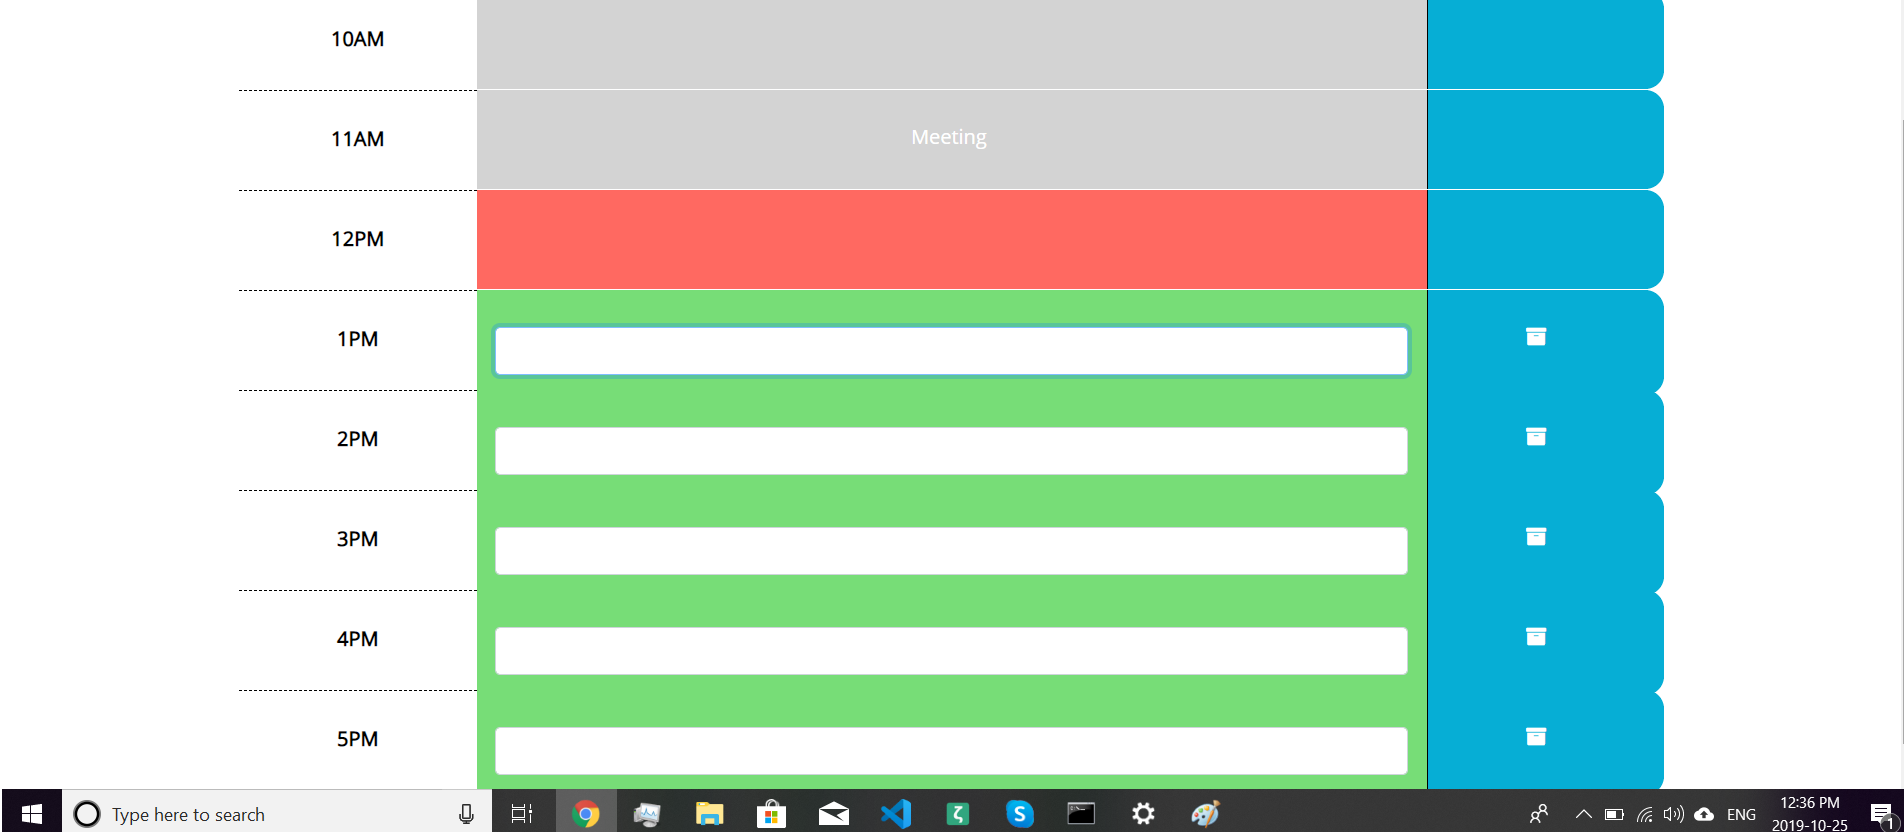 10AM
11AM
Meeting
12PM
1PM
2PM
3PM
4PM
5PM
Type here to search
S
ENG
12:36 PM
2019-10-25
1